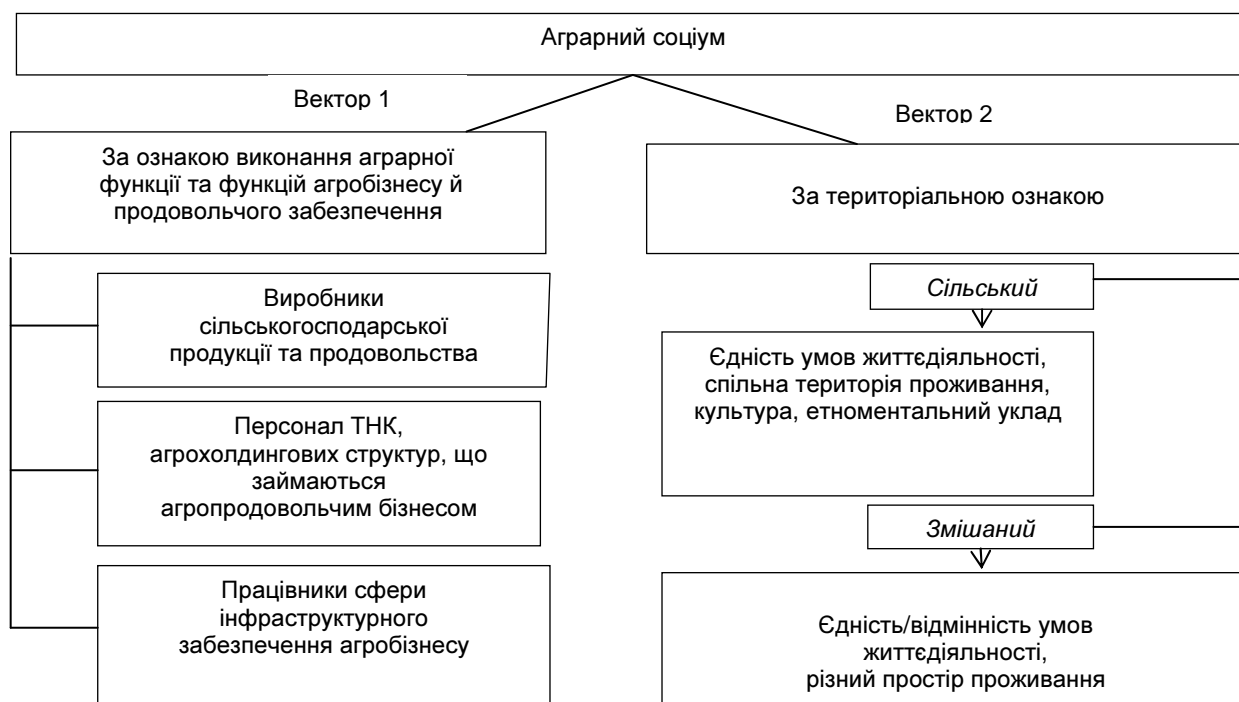 Аграрний соціум
Вектор 1
Вектор 2
За ознакою виконання аграрної
функції та функцій агробізнесу й
продовольчого забезпечення
За територіальною ознакою
Виробники
сільськогосподарської
продукції та продовольства
Персонал ТНК,
агрохолдингових структур, що
займаються
агропродовольчим бізнесом
Працівники сфери
інфраструктурного
забезпечення агробізнесу
Сільський
Єдність умов життєдіяльності,
спільна територія проживання,
культура, етноментальний уклад
Змішаний
Єдність/відмінність умов
життєдіяльності,
різний простір проживання